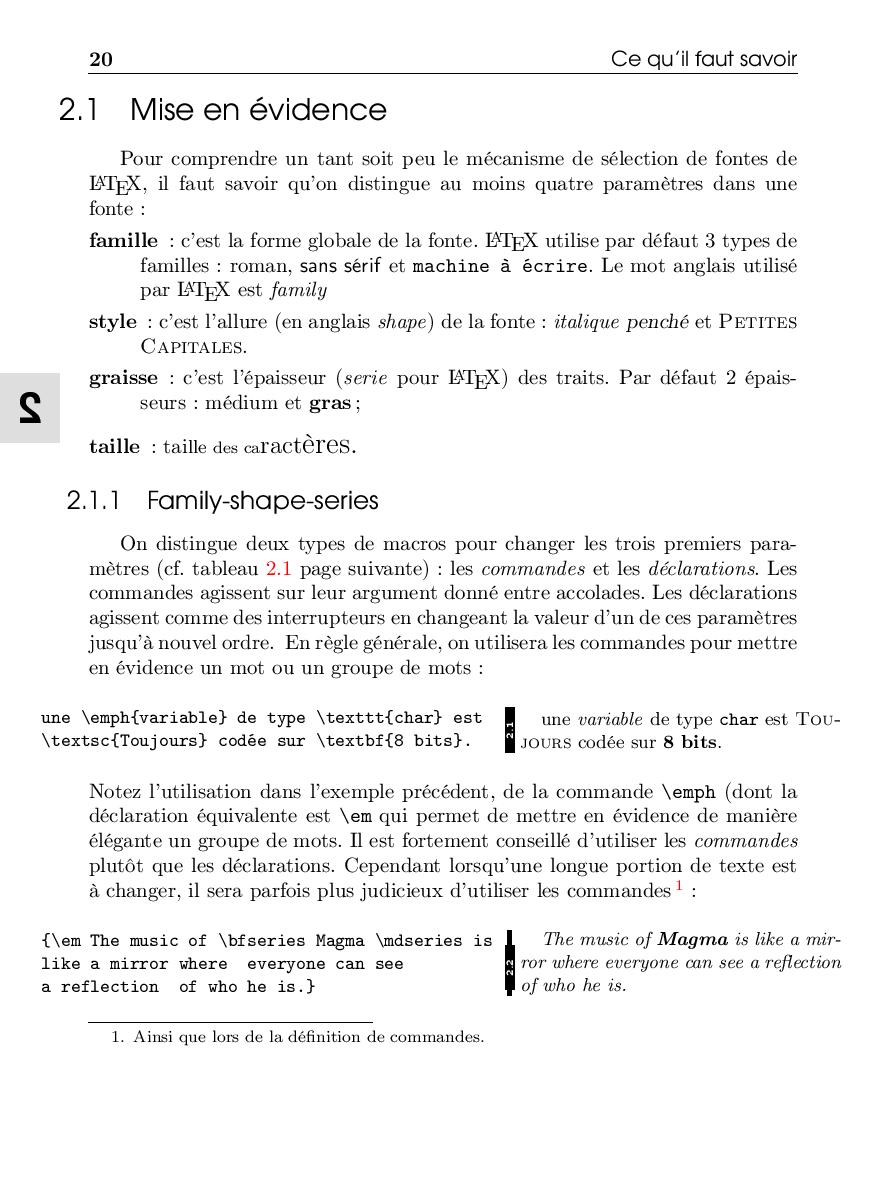 20 Ce qu'il faut savoir
2.1 Mise en évidence
Pour comprendre un tant soit peu le mécanisme de sélection de fontes de
LATEX, il faut savoir qu'on distingue au moins quatre paramètres dans une
fonte :
famille : c'est la forme globale de la fonte. LATEX utilise par défaut 3 types de
familles : roman, sans sérif et machine à écrire. Le mot anglais utilisé
par LATEX est family
style : c'est l'allure (en anglais shape) de la fonte : italique penché et PETITES
CAPITALES.
graisse : c'est l'épaisseur (serie pour LATEX) des traits. Par défaut 2 épais-
seurs : médium et gras ;
2
taille : taille des caractères.
2.1.1 Family-shape-series
On distingue deux types de macros pour changer les trois premiers para-
mètres (cf. tableau 2.1 page suivante) : les commandes et les déclarations. Les
commandes agissent sur leur argument donné entre accolades. Les déclarations
agissent comme des interrupteurs en changeant la valeur d'un de ces paramètres
jusqu'à nouvel ordre. En règle générale, on utilisera les commandes pour mettre
en évidence un mot ou un groupe de mots :
une \emph{variable} de type \texttt{char} est
\textsc{Toujours} codée sur \textbf{8 bits}.
2.1
une variable de type char est TOU-
JOURS codée sur 8 bits.
Notez l'utilisation dans l'exemple précédent, de la commande \emph (dont la
déclaration équivalente est \em qui permet de mettre en évidence de manière
élégante un groupe de mots. Il est fortement conseillé d'utiliser les commandes
plutôt que les déclarations. Cependant lorsqu'une longue portion de texte est
à changer, il sera parfois plus judicieux d'utiliser les commandes 1 :
{\em The music of \bfseries Magma \mdseries is
like a mirror where  everyone can see
a reflection  of who he is.}
2.2
The music of Magma is like a mir-
ror where everyone can see a reflection
of who he is.
1. Ainsi que lors de la définition de commandes.